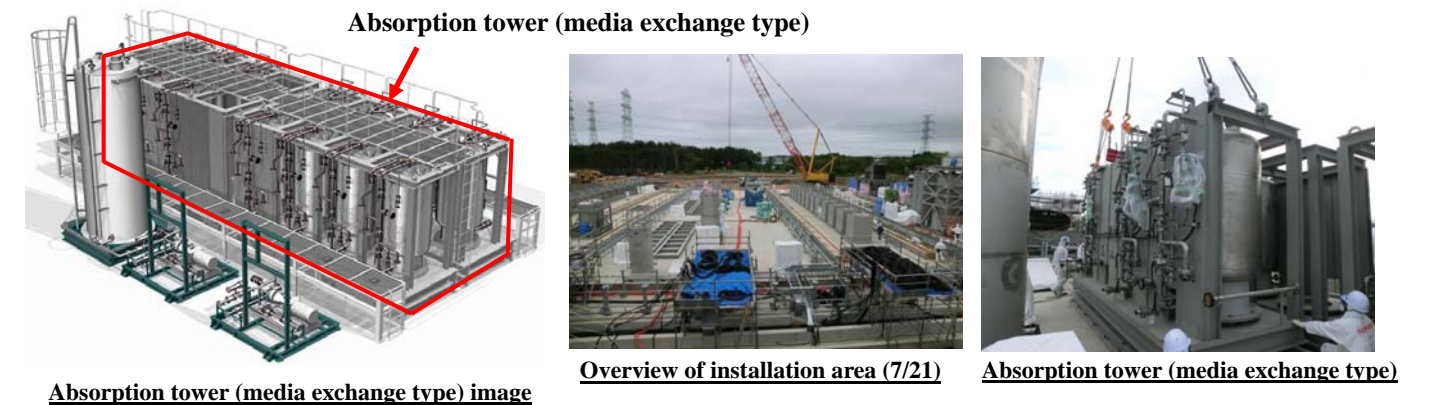 Absorption tower (media exchange type)
Absorption tower (media exchange type) image
Overview of installation area (7/21)
Absorption tower (media exchange type)